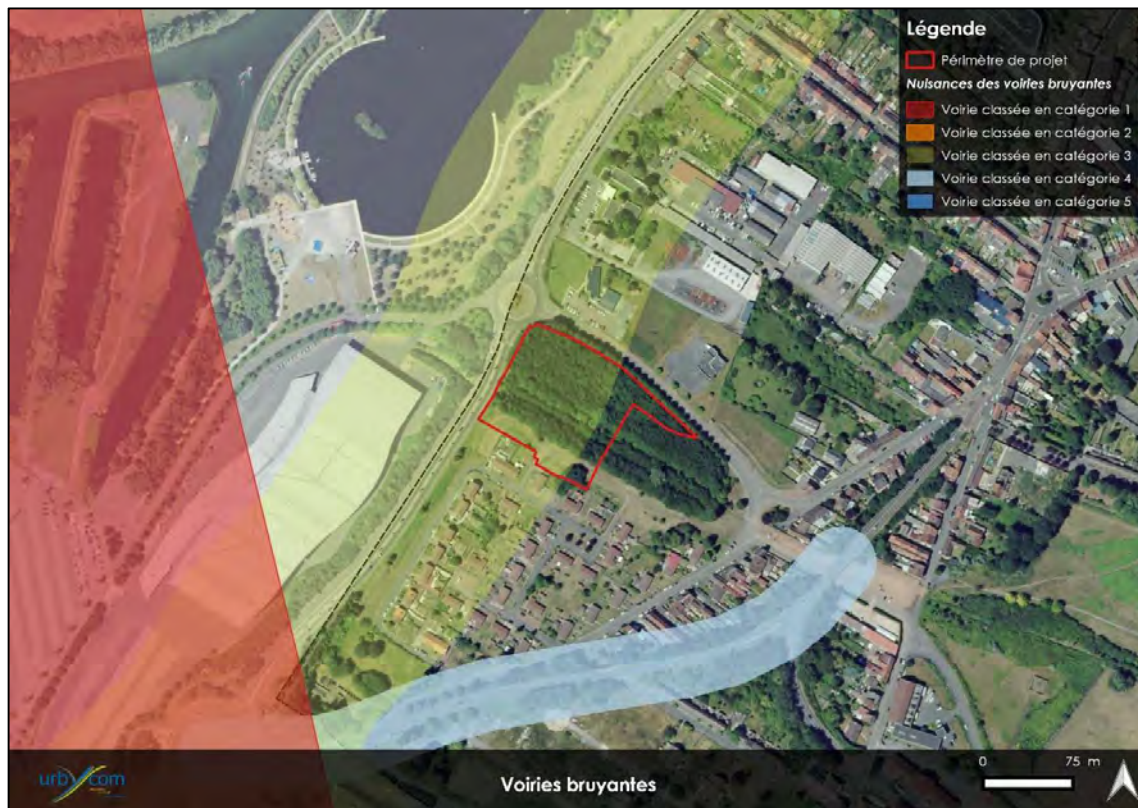 Légende
Périmètre de projet
Nuisances des voiries bruyantes
Voirie classée en catégorie 1
Voirie classée en catégorie 2
Voirie classée en catégorie 3
Voirie classée en catégorie 4
Voirie classée en catégorie 5
urbycom
Voiries bruyantes
0 75 m